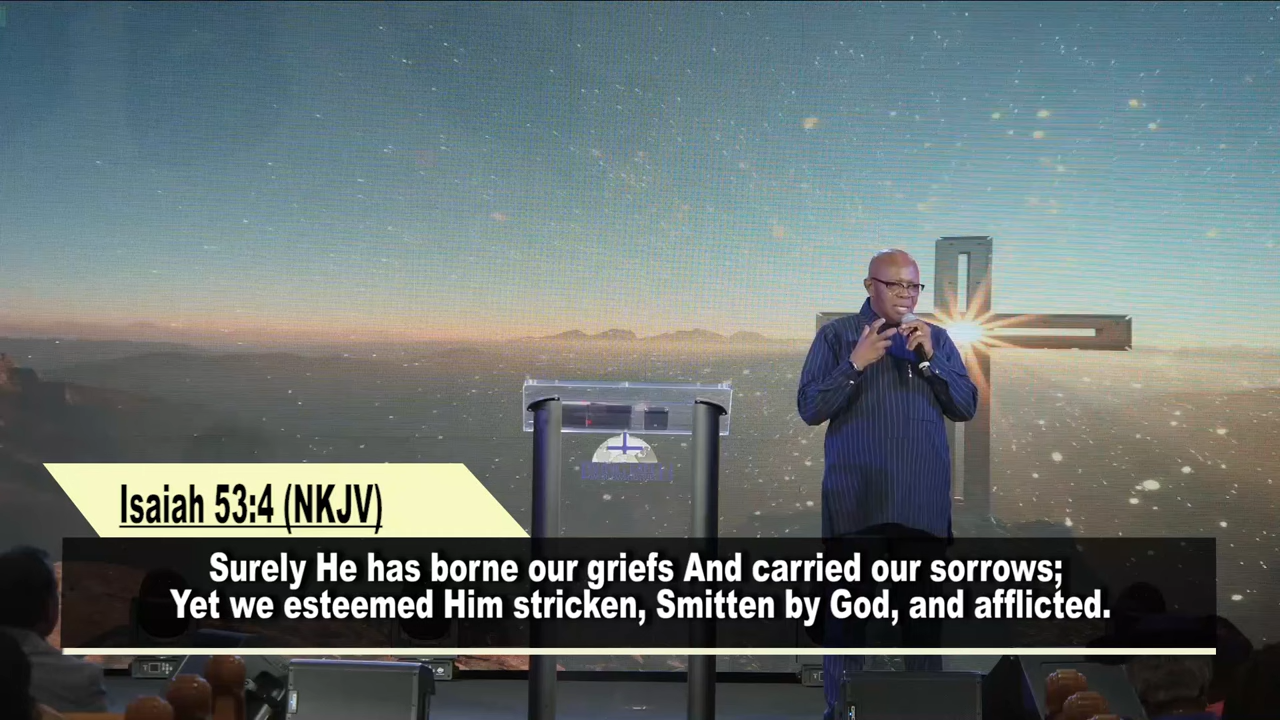 Isaiah 53:4 (NKJV)
Surely He has borne our griefs And carried our sorrows;
Yet we esteemed Him stricken, Smitten by God, and afflicted.